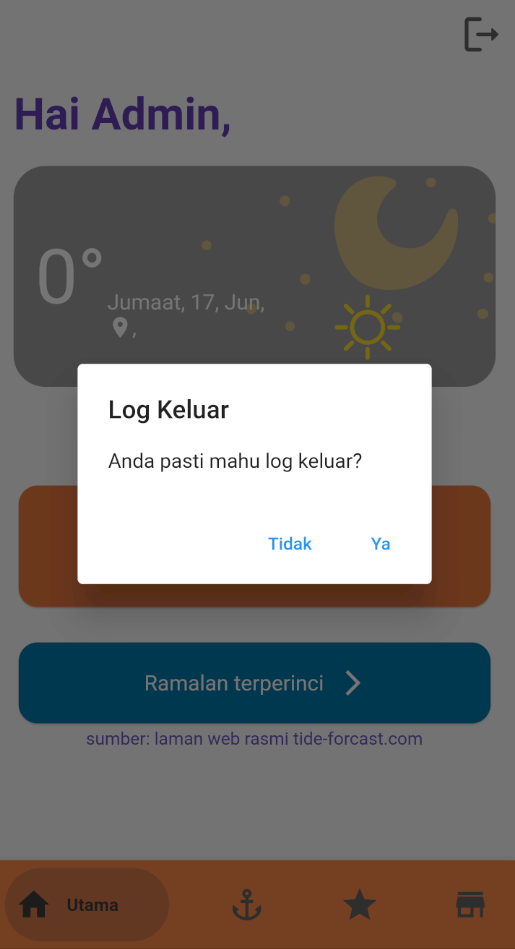 Hai Admin,
0°
Jumaat, 17, Jun,
,
Log Keluar
Anda pasti mahu log keluar?
Tidak Ya
Ramalan terperinci
sumber: laman web rasmi tide-forcast.com
Utama